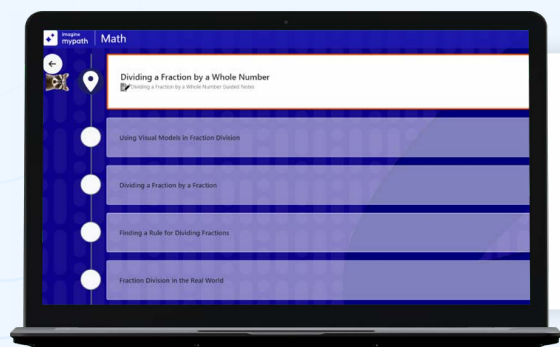 imagine
mypath
Math
Dividing a Fraction by a Whole Number
Dividing a Fraction by a Whole Number Guided Notes
Using Visual Models in Fraction Division
Dividing a Fraction by a Fraction
Finding a Rule for Dividing Fractions
Fraction Division in the Real World